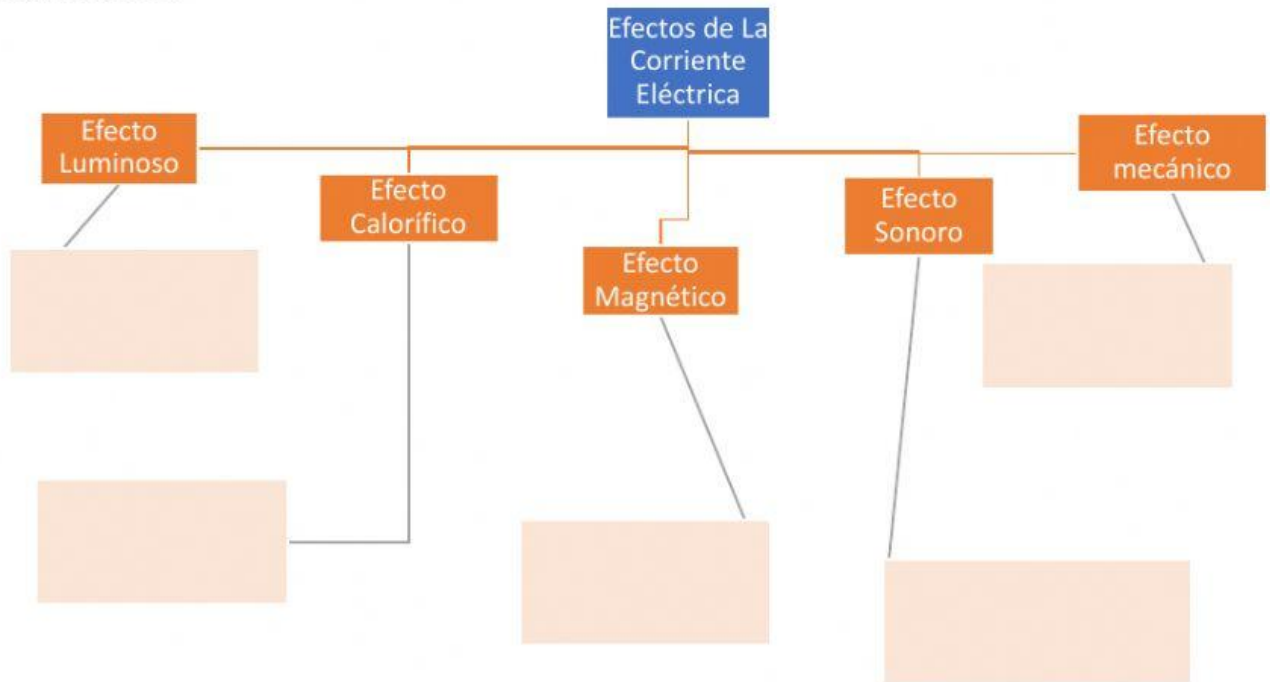 Efectos de La
Corriente
Eléctrica
Efecto
Luminoso
Efecto
Calorífico
Efecto
Magnético
Efecto
Sonoro
Efecto
mecánico